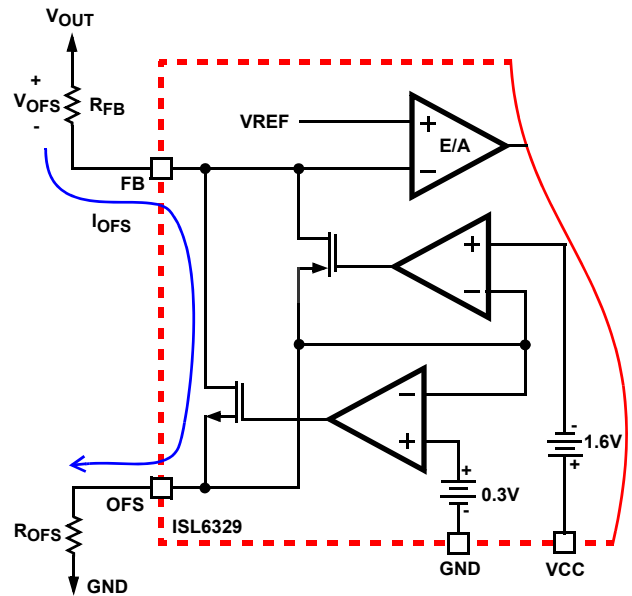 VOUT
+
VOFS
-
RFB
VREF
+
E/A
−
FB
IOFS
+
−
−
+
-
1.6V
+
+
0.3V
-
OFS
ISL6329
ROFS
GND
GND
VCC